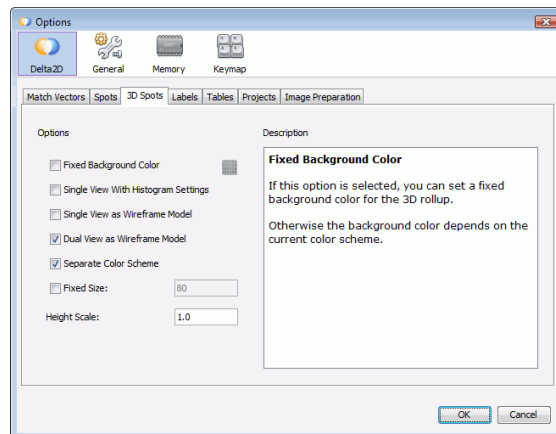 Options
Delta2D General Memory Keymap
Match Vectors Spots 3D Spots Labels Tables Projects Image Preparation
Options
Description
Fixed Background Color
Single View With Histogram Settings
Single View as Wireframe Model
Dual View as Wireframe Model
Separate Color Scheme
Fixed Size: 80
Height Scale: 1.0
Fixed Background Color
If this option is selected, you can set a fixed
background color for the 3D rollup.
Otherwise the background color depends on the
current color scheme.
OK Cancel